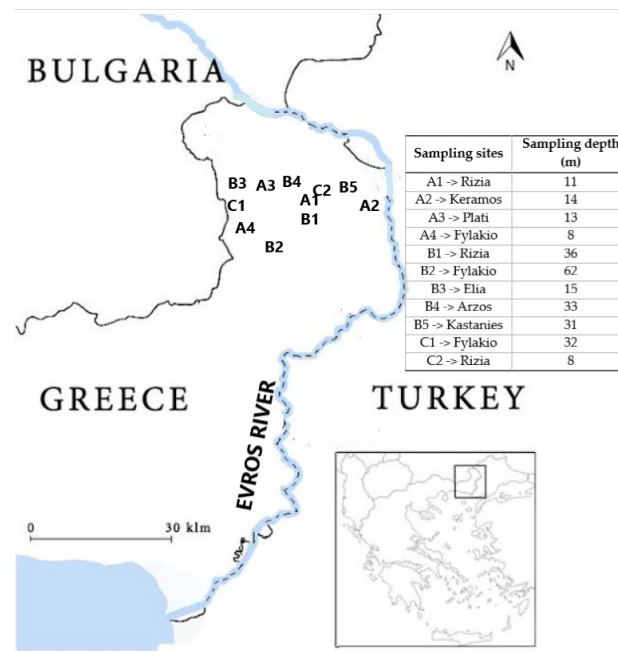 BULGARIA
N
Sampling sites Sampling depth (m)
A1 -> Rizia 11
A2 -> Keramos 14
A3 -> Plati 13
A4 -> Fylakio 8
B1 -> Rizia 36
B2 -> Fylakio 62
B3 -> Elia 15
B4 -> Arzos 33
B5 -> Kastanies 31
C1 -> Fylakio 32
C2 -> Rizia 8
B3 A3 B4 C2 B5
C1 A1 A2
B1
A4
B2
GREECE
TURKEY
EVROS RIVER
0 30 klm